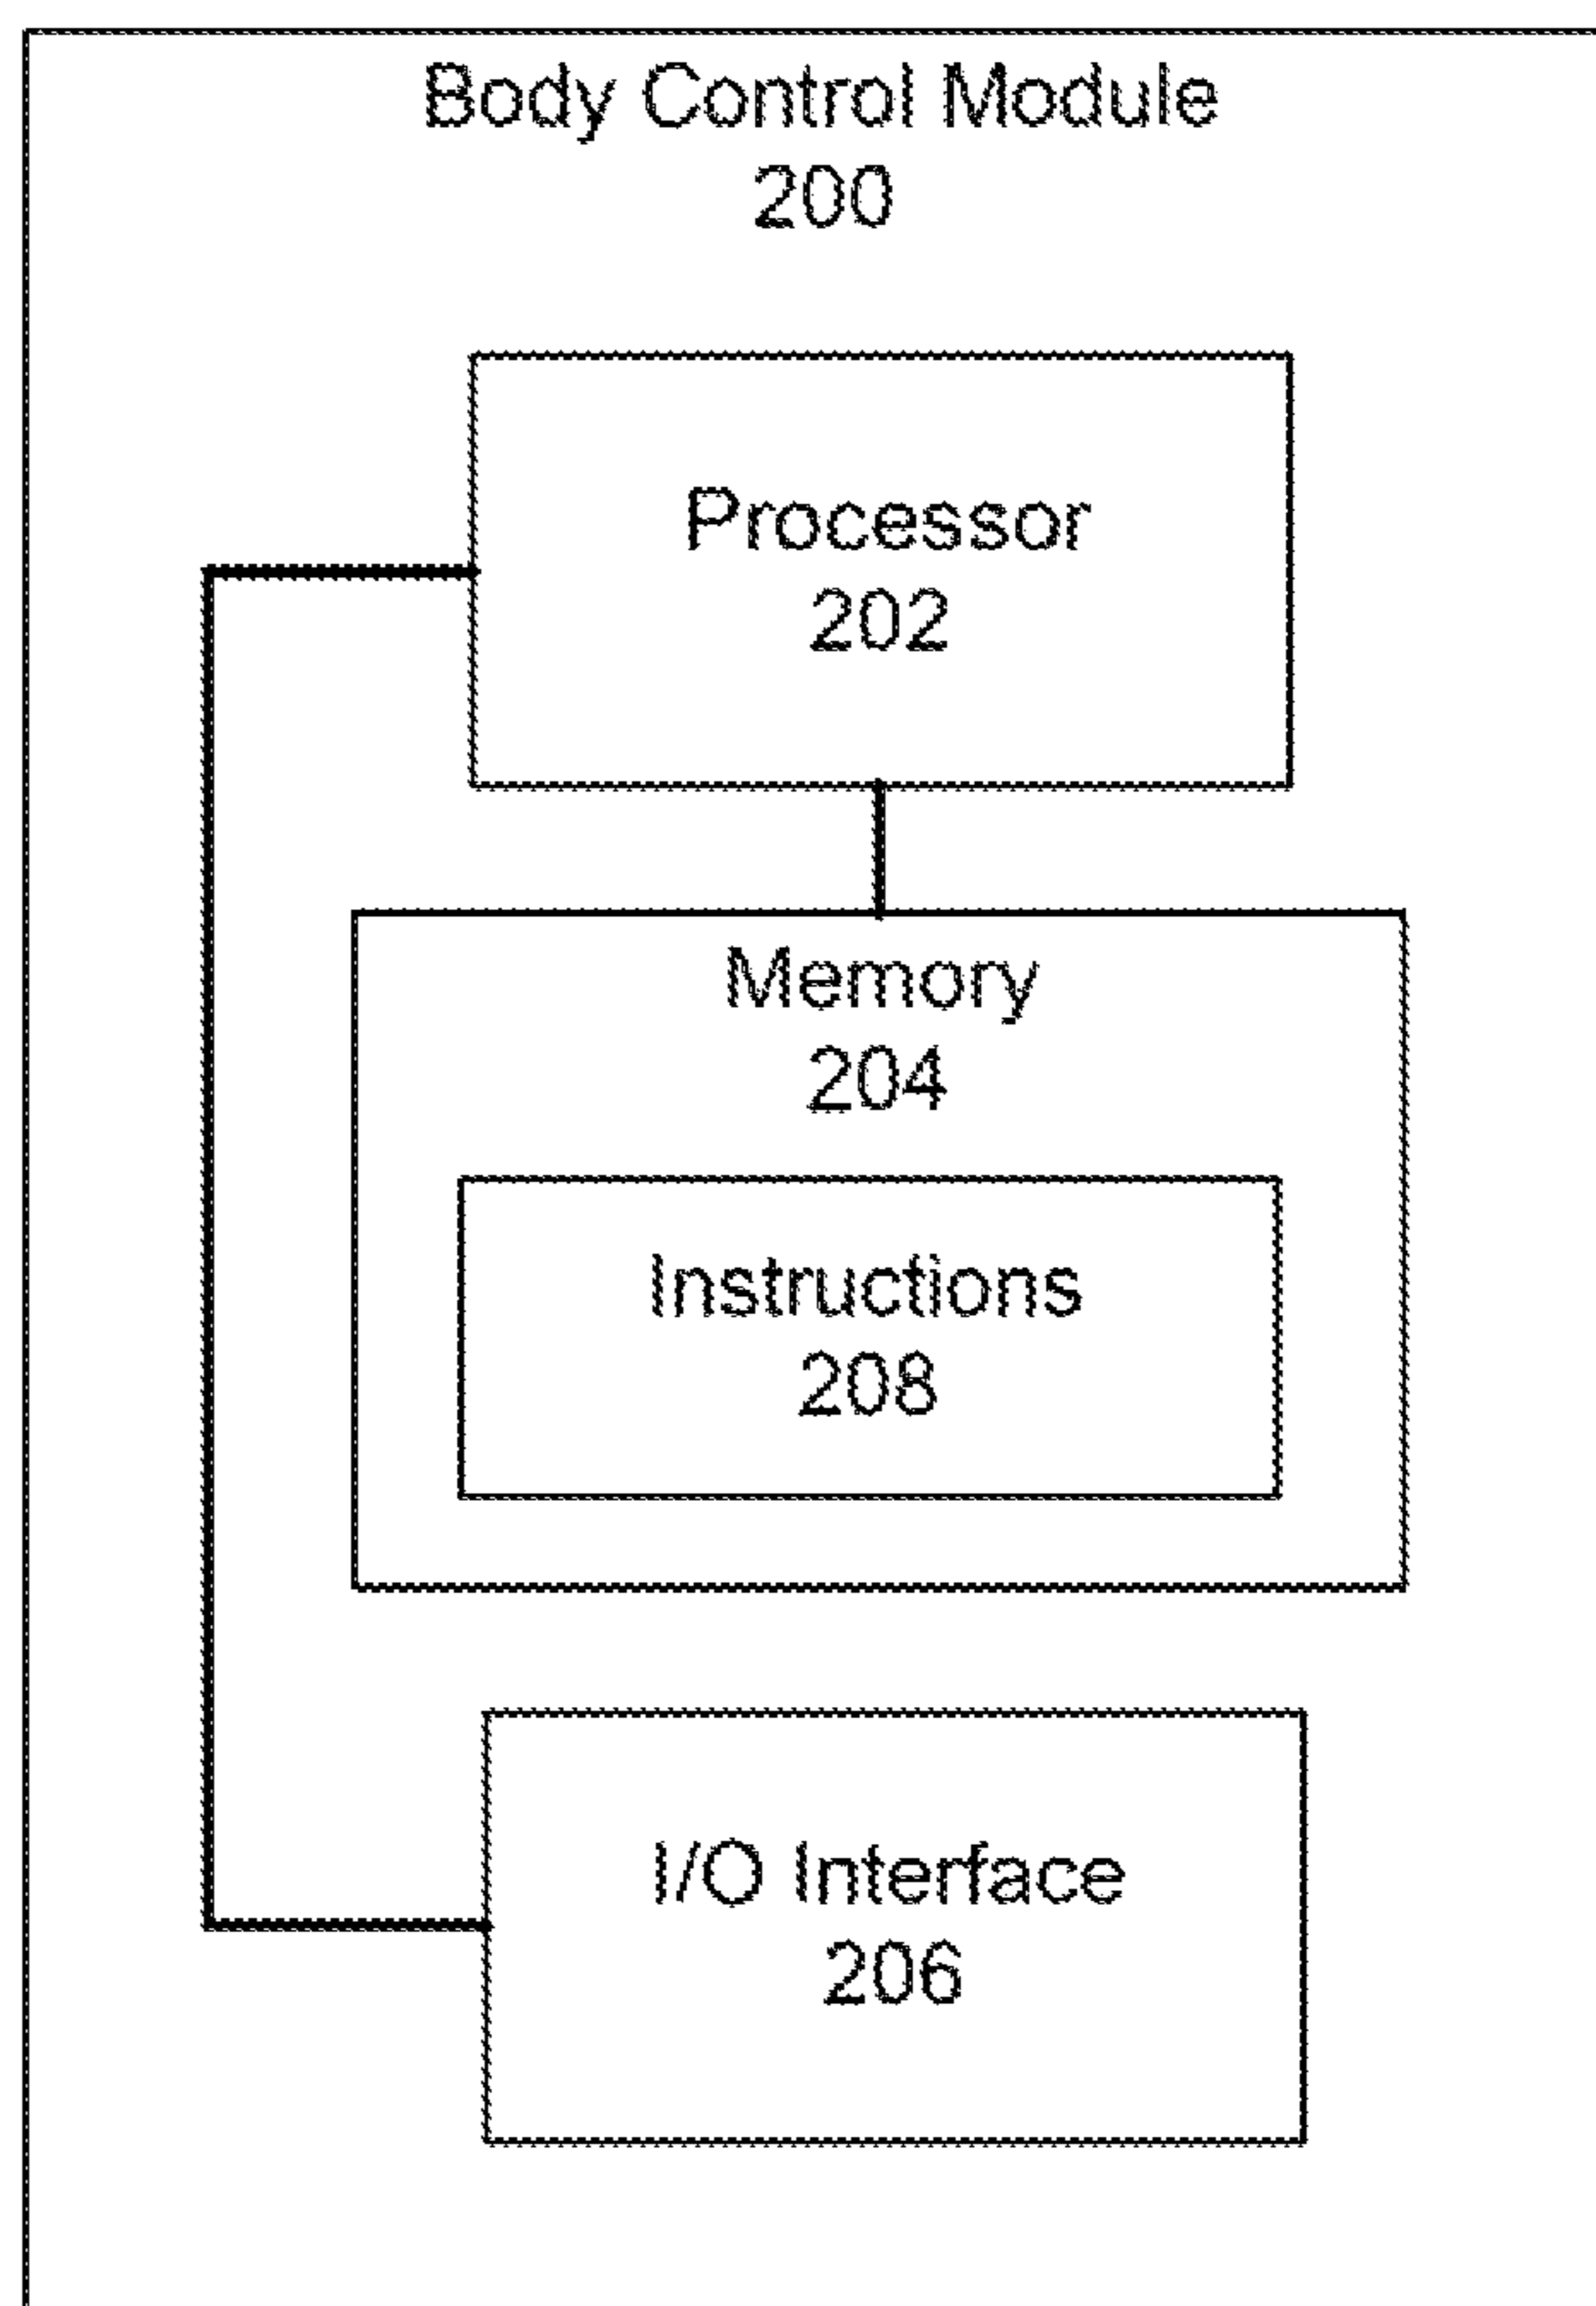 Body Control Module
200
Processor
202
Memory
204
Instructions
208
I/O Interface
206